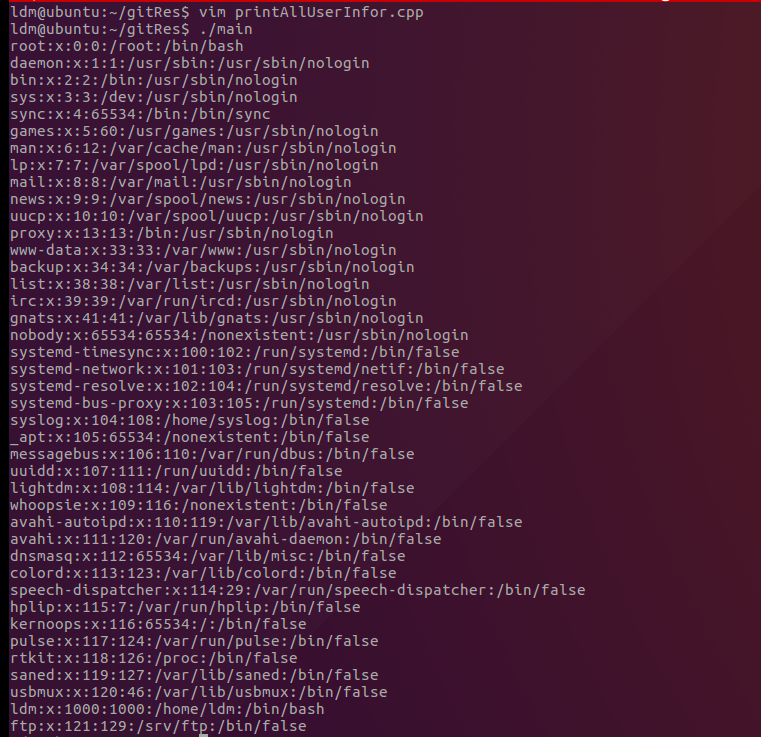 ldm@ubuntu:~/gitRes$ vim printAllUserInfor.cpp
ldm@ubuntu:~/gitRes$ ./main
root:x:0:0:/root:/bin/bash
daemon:x:1:1:/usr/sbin:/usr/sbin/nologin
bin:x:2:2:/bin:/usr/sbin/nologin
sys:x:3:3:/dev:/usr/sbin/nologin
sync:x:4:65534:/bin:/bin/sync
games:x:5:60:/usr/games:/usr/sbin/nologin
man:x:6:12:/var/cache/man:/usr/sbin/nologin
lp:x:7:7:/var/spool/lpd:/usr/sbin/nologin
mail:x:8:8:/var/mail:/usr/sbin/nologin
news:x:9:9:/var/spool/news:/usr/sbin/nologin
uucp:x:10:10:/var/spool/uucp:/usr/sbin/nologin
proxy:x:13:13:/bin:/usr/sbin/nologin
www-data:x:33:33:/var/www:/usr/sbin/nologin
backup:x:34:34:/var/backups:/usr/sbin/nologin
list:x:38:38:/var/list:/usr/sbin/nologin
irc:x:39:39:/var/run/ircd:/usr/sbin/nologin
gnats:x:41:41:/var/lib/gnats:/usr/sbin/nologin
nobody:x:65534:65534:/nonexistent:/usr/sbin/nologin
systemd-timesync:x:100:102:/run/systemd:/bin/false
systemd-network:x:101:103:/run/systemd/netif:/bin/false
systemd-resolve:x:102:104:/run/systemd/resolve:/bin/false
systemd-bus-proxy:x:103:105:/run/systemd:/bin/false
syslog:x:104:108:/home/syslog:/bin/false
_apt:x:105:65534:/nonexistent:/bin/false
messagebus:x:106:110:/var/run/dbus:/bin/false
uuidd:x:107:111:/run/uuidd:/bin/false
lightdm:x:108:114:/var/lib/lightdm:/bin/false
whoopsie:x:109:116:/nonexistent:/bin/false
avahi-autoipd:x:110:119:/var/lib/avahi-autoipd:/bin/false
avahi:x:111:120:/var/run/avahi-daemon:/bin/false
dnsmasq:x:112:65534:/var/lib/misc:/bin/false
colord:x:113:123:/var/lib/colord:/bin/false
speech-dispatcher:x:114:29:/var/run/speech-dispatcher:/bin/false
hplip:x:115:7:/var/run/hplip:/bin/false
kernoops:x:116:65534:/:/bin/false
pulse:x:117:124:/var/run/pulse:/bin/false
rtkit:x:118:126:/proc:/bin/false
saned:x:119:127:/var/lib/saned:/bin/false
usbmux:x:120:46:/var/lib/usbmux:/bin/false
ldm:x:1000:1000:/home/ldm:/bin/bash
ftp:x:121:129:/srv/ftp:/bin/false